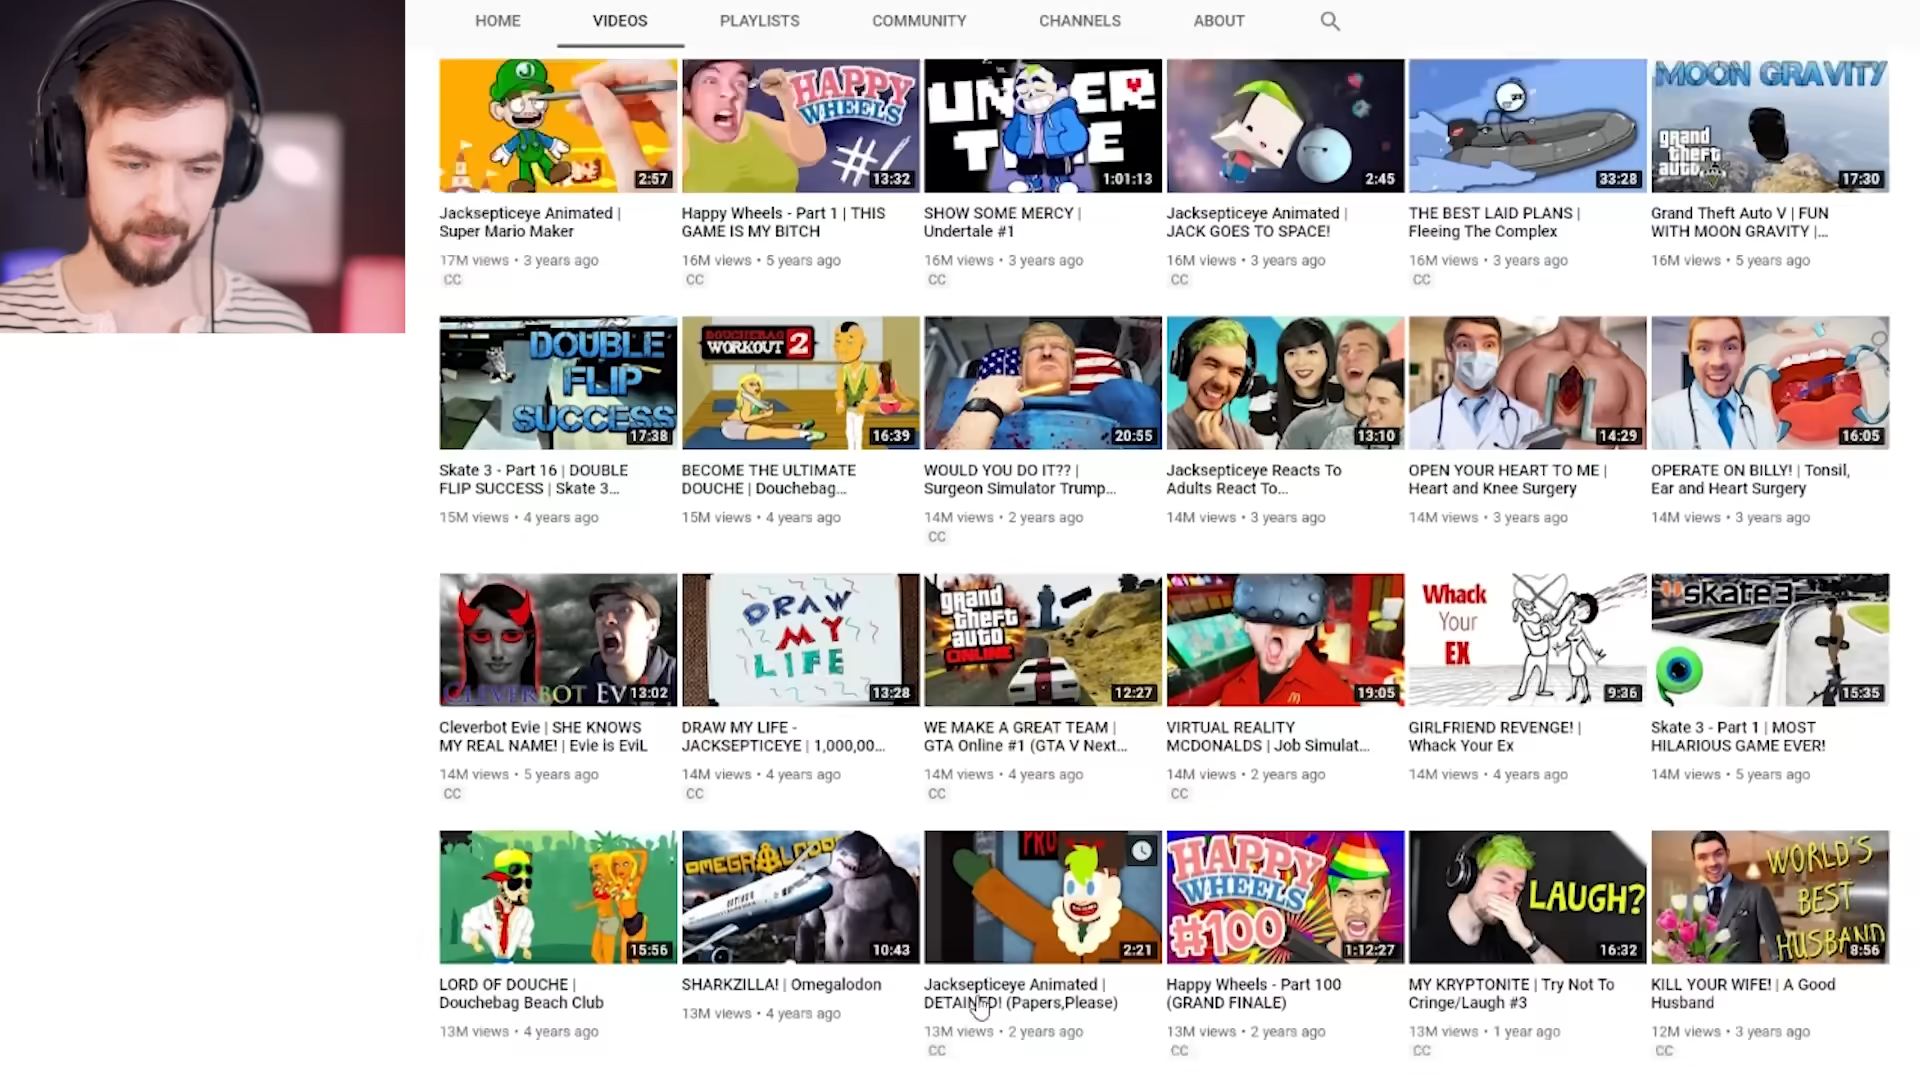 HOME VIDEOS PLAYLISTS COMMUNITY CHANNELS ABOUT
J
2:57
HAPPY
WHEELS
#1
13:32
UNDER
TALE
1:01:13
2:45
33:28
MOON GRAVITY
grand
theft
auto
17:30
Jacksepticeye Animated |
Super Mario Maker
17M views • 3 years ago
CC
Happy Wheels - Part 1 | THIS
GAME IS MY BITCH
16M views • 5 years ago
CC
SHOW SOME MERCY |
Undertale #1
16M views • 3 years ago
CC
Jacksepticeye Animated |
JACK GOES TO SPACE!
16M views • 3 years ago
CC
THE BEST LAID PLANS |
Fleeing The Complex
16M views • 3 years ago
CC
Grand Theft Auto V | FUN
WITH MOON GRAVITY |...
16M views • 5 years ago
DOUBLE
FLIP
SUCCESS
17:38
DOUCHEBAG
WORKOUT 2
16:39
20:55
13:10
14:29
16:05
Skate 3 - Part 16 | DOUBLE
FLIP SUCCESS | Skate 3...
15M views • 4 years ago
BECOME THE ULTIMATE
DOUCHE | Douchebag...
15M views • 4 years ago
WOULD YOU DO IT?? |
Surgeon Simulator Trump...
14M views • 2 years ago
CC
Jacksepticeye Reacts To
Adults React To...
14M views • 3 years ago
OPEN YOUR HEART TO ME |
Heart and Knee Surgery
14M views • 3 years ago
OPERATE ON BILLY! | Tonsil,
Ear and Heart Surgery
14M views • 3 years ago
CLEVERBOT EV
13:02
DRAW
MY
LIFE
13:28
grand
theft
auto
ONLINE
12:27
19:05
Whack
Your
EX
9:36
skate 3
15:35
Cleverbot Evie | SHE KNOWS
MY REAL NAME! | Evie is EviL
14M views • 5 years ago
CC
DRAW MY LIFE -
JACKSEPTICEYE | 1,000,00...
14M views • 4 years ago
CC
WE MAKE A GREAT TEAM |
GTA Online #1 (GTA V Next...
14M views • 4 years ago
CC
VIRTUAL REALITY
MCDONALDS | Job Simulat...
14M views • 2 years ago
CC
GIRLFRIEND REVENGE! |
Whack Your Ex
14M views • 4 years ago
Skate 3 - Part 1 | MOST
HILARIOUS GAME EVER!
14M views • 5 years ago
15:56
OMEGALODON
10:43
PRO
2:21
HAPPY
WHEELS
#100
1:12:27
LAUGH?
16:32
WORLD'S
BEST
HUSBAND
8:56
LORD OF DOUCHE |
Douchebag Beach Club
13M views • 4 years ago
SHARKZILLA! | Omegalodon
13M views • 4 years ago
Jacksepticeye Animated |
DETAINED! (Papers,Please)
13M views • 2 years ago
CC
Happy Wheels - Part 100
(GRAND FINALE)
13M views • 2 years ago
CC
MY KRYPTONITE | Try Not To
Cringe/Laugh #3
13M views • 1 year ago
CC
KILL YOUR WIFE! | A Good
Husband
12M views • 3 years ago
CC